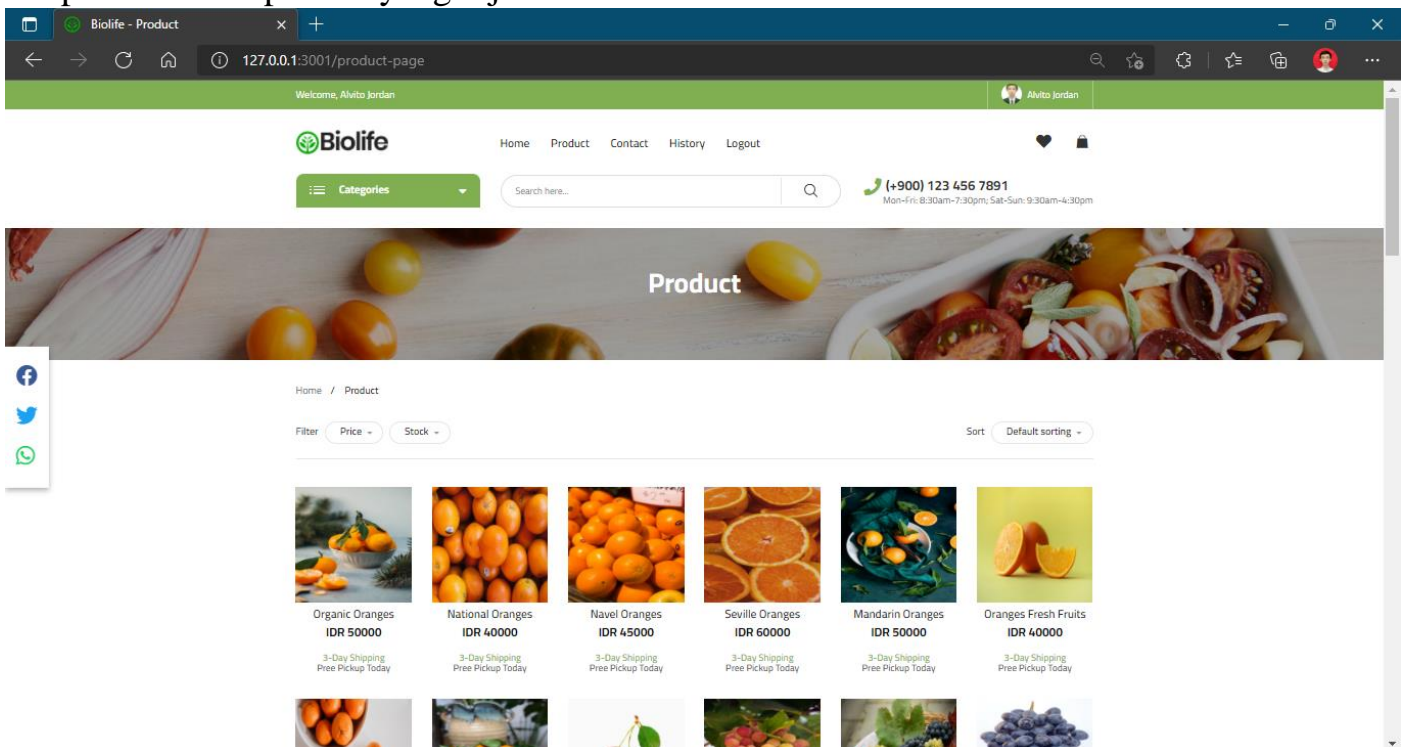 Biolife - Product
127.0.0.1:3001/product-page
Welcome, Alvito Jordan
Alvito Jordan
Biolife
Home Product Contact History Logout
Categories
Search here...
(+900) 123 456 7891
Mon-Fri: 8:30am-7:30pm; Sat-Sun: 9:30am-4:30pm
Product
Home / Product
Filter Price Stock
Sort Default sorting
Organic Oranges National Oranges Navel Oranges Seville Oranges Mandarin Oranges Oranges Fresh Fruits
IDR 50000 IDR 40000 IDR 45000 IDR 60000 IDR 50000 IDR 40000
3-Day Shipping 3-Day Shipping 3-Day Shipping 3-Day Shipping 3-Day Shipping 3-Day Shipping
Pree Pickup Today Pree Pickup Today Pree Pickup Today Pree Pickup Today Pree Pickup Today Pree Pickup Today